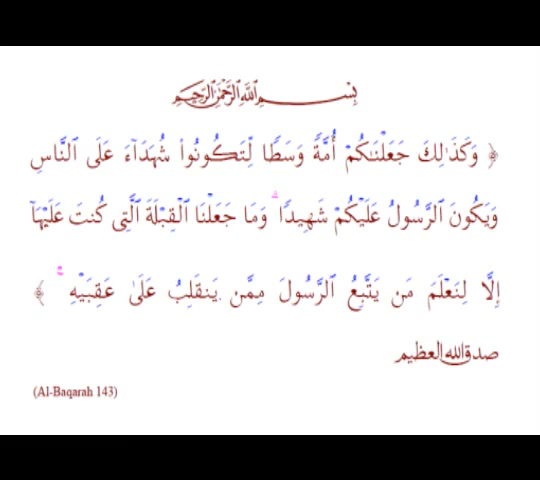 بِسْمِ اللَّهِ الرَّحْمَٰنِ الرَّحِيمِ
﴿ وَكَذَٰلِكَ جَعَلْنَٰكُمْ أُمَّةً وَسَطًا لِّتَكُونُوا۟ شُهَدَآءَ عَلَى ٱلنَّاسِ
وَيَكُونَ ٱلرَّسُولُ عَلَيْكُمْ شَهِيدًا ۗ وَمَا جَعَلْنَا ٱلْقِبْلَةَ ٱلَّتِى كُنتَ عَلَيْهَآ
إِلَّا لِنَعْلَمَ مَن يَتَّبِعُ ٱلرَّسُولَ مِمَّن يَنقَلِبُ عَلَىٰ عَقِبَيْهِ ۚ ﴾
صدق الله العظيم
(Al-Baqarah 143)